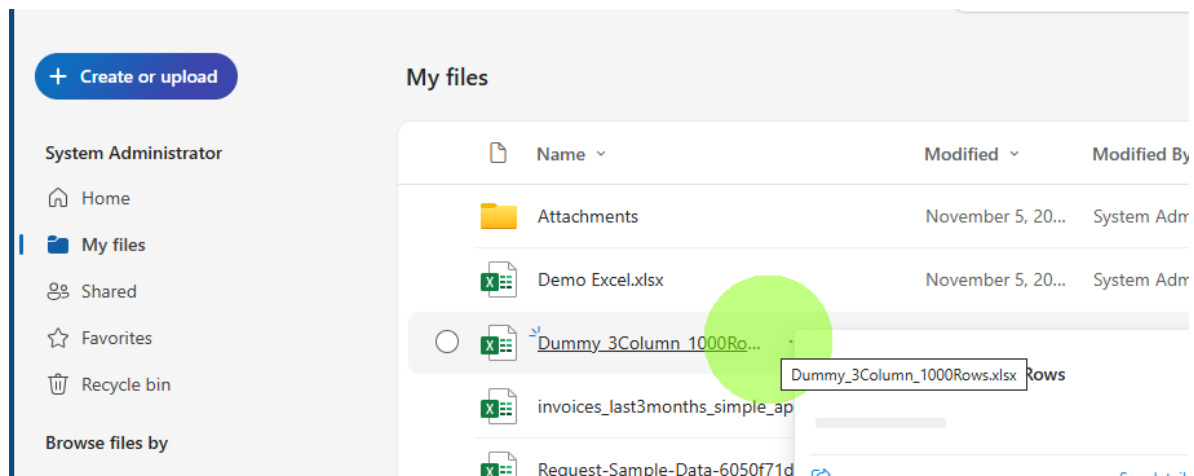 + Create or upload
My files
System Administrator
Home
My files
Shared
Favorites
Recycle bin
Browse files by
Name Modified Modified By
Attachments November 5, 20... System Adm
Demo Excel.xlsx November 5, 20... System Adm
Dummy_3Column_1000Ro...
Dummy_3Column_1000Rows.xlsx Rows
invoices_last3months_simple_ap
Request-Sample-Data-6050f71d